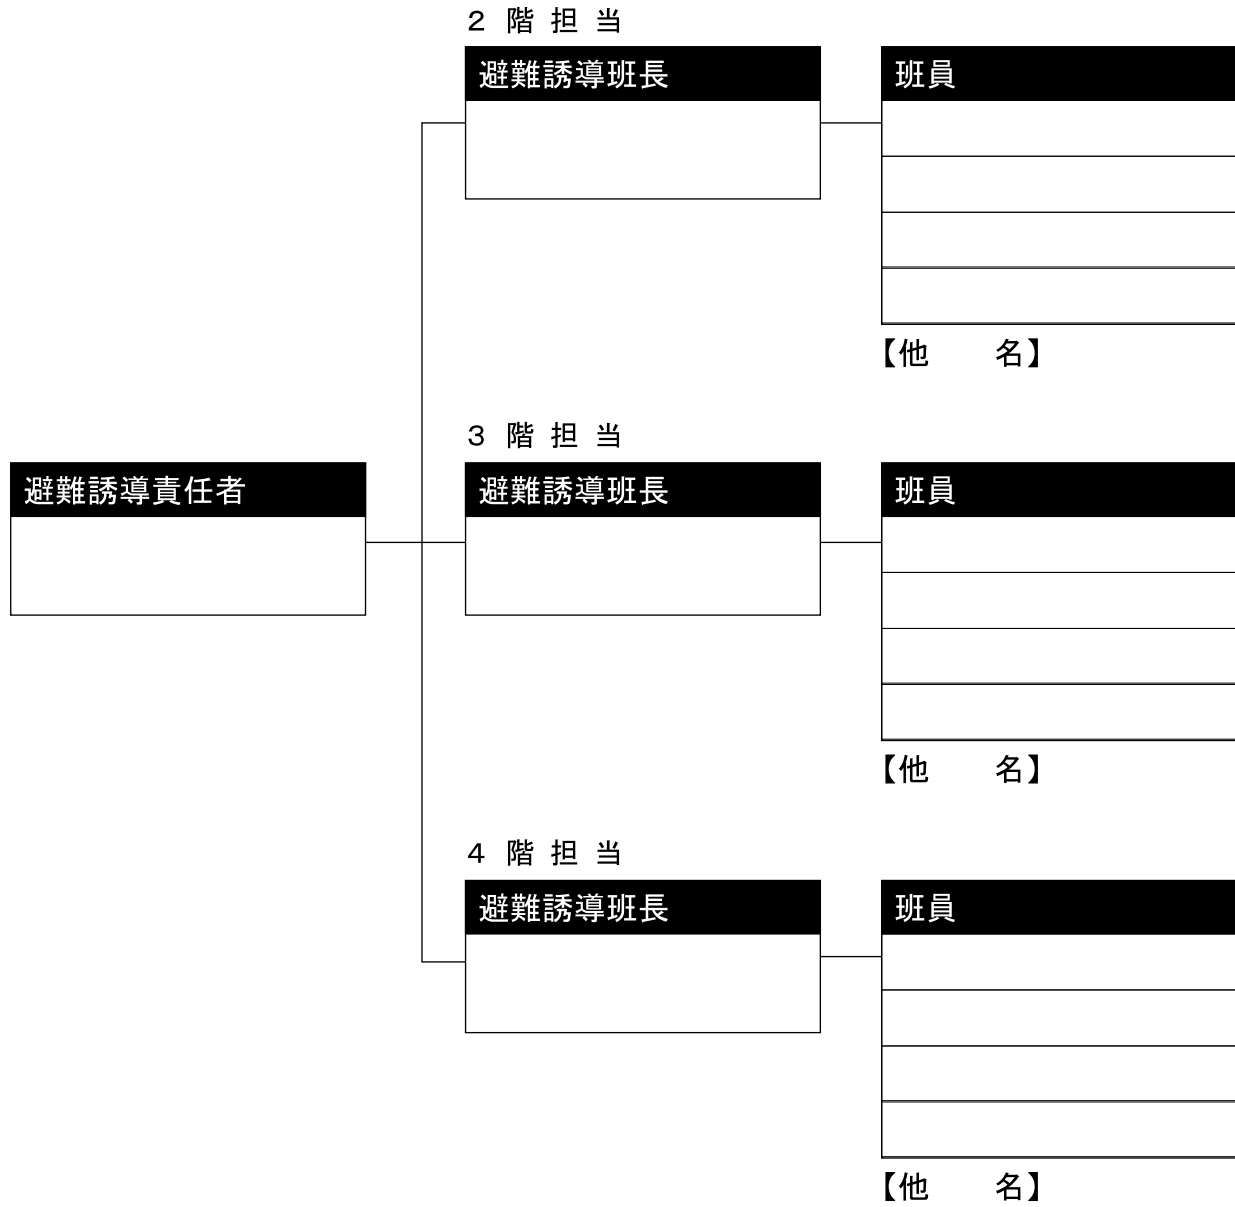 ２ 階 担 当
避難誘導班長
班員
【他　　名】
３ 階 担 当
避難誘導責任者
避難誘導班長
班員
【他　　名】
４ 階 担 当
避難誘導班長
班員
【他　　名】